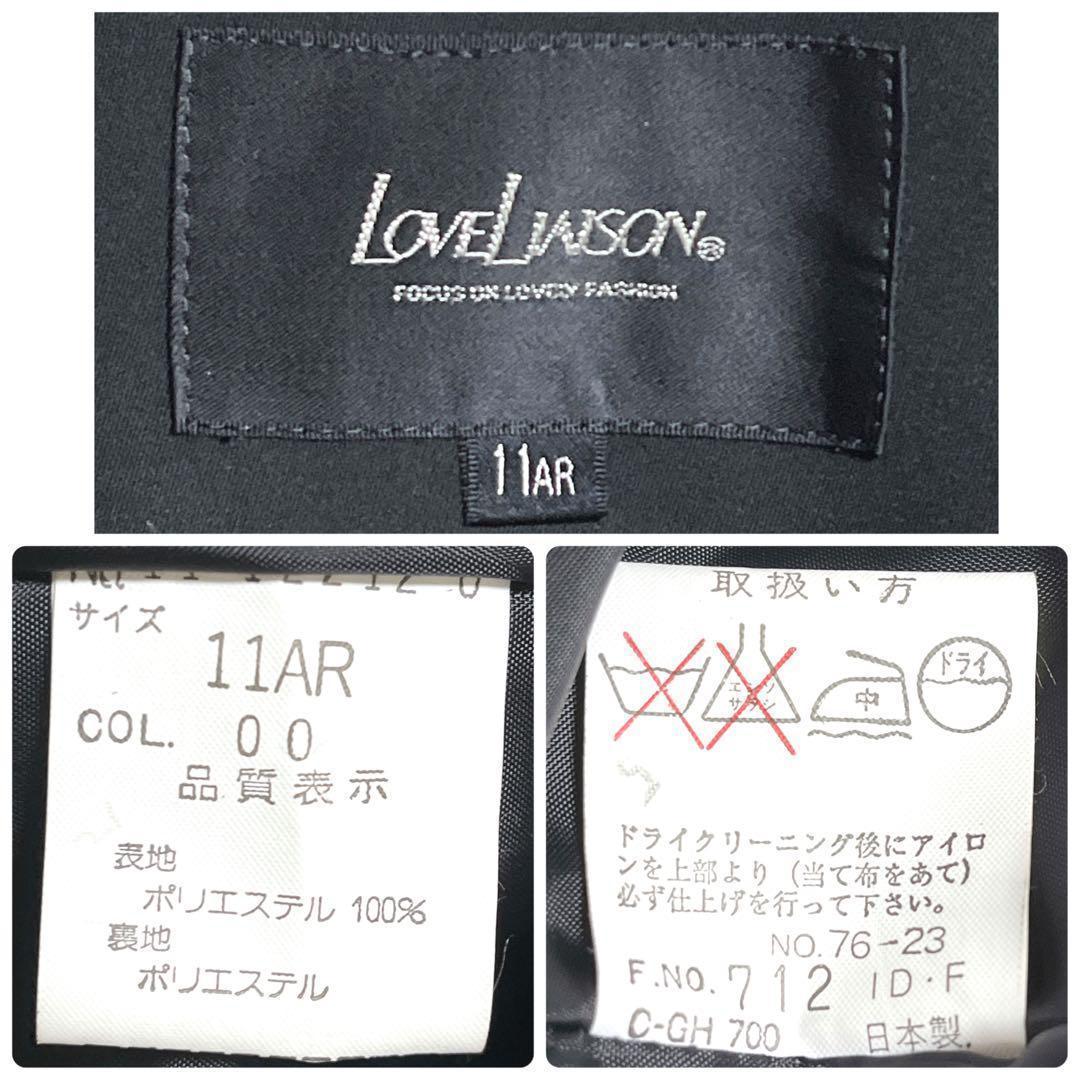 LOVELIAISON®
FOCUS ON LOVELY FASHION
11AR
サイズ
11AR
COL. 00
品質表示
表地
ポリエステル 100%
裏地
ポリエステル
取扱い方
エンソ
サラシ
中
ドライ
ドライクリーニング後にアイロ
ンを上部より(当て布をあて)
必ず仕上げを行って下さい。
NO.76-23
F.NO. 712 ID・F
C-GH 700 日本製.